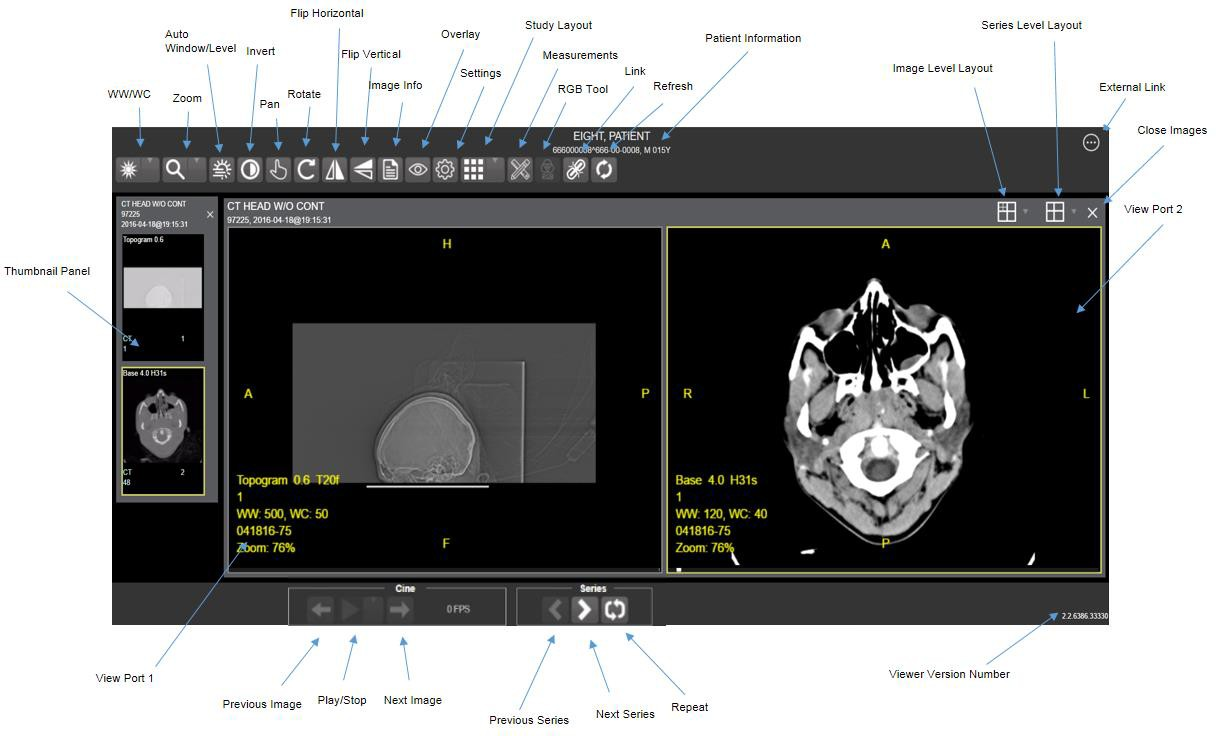 Flip Horizontal
Auto
Window/Level
Invert
Flip Vertical
Overlay
Study Layout
Settings
Measurements
Patient Information
Series Level Layout
Image Level Layout
WW/WC
Zoom
Pan
Rotate
Image Info
RGB Tool
Link
Refresh
External Link
Close Images
EIGHT, PATIENT
666000008^666-00-0008, M 015Y
CT HEAD W/O CONT
97225
2016-04-18@19:15:31
Topogram 0.6
CT 1
1
Base 4.0 H31s
CT 2
48
Thumbnail Panel
CT HEAD W/O CONT
97225, 2016-04-18@19:15:31
H
A
P
F
Topogram 0.6 T20f
1
WW: 500, WC: 50
041816-75
Zoom: 76%
A
R
L
P
Base 4.0 H31s
1
WW: 120, WC: 40
041816-75
Zoom: 76%
View Port 2
Cine
0 FPS
Series
2.2.6386.33330
View Port 1
Previous Image
Play/Stop
Next Image
Previous Series
Next Series
Repeat
Viewer Version Number